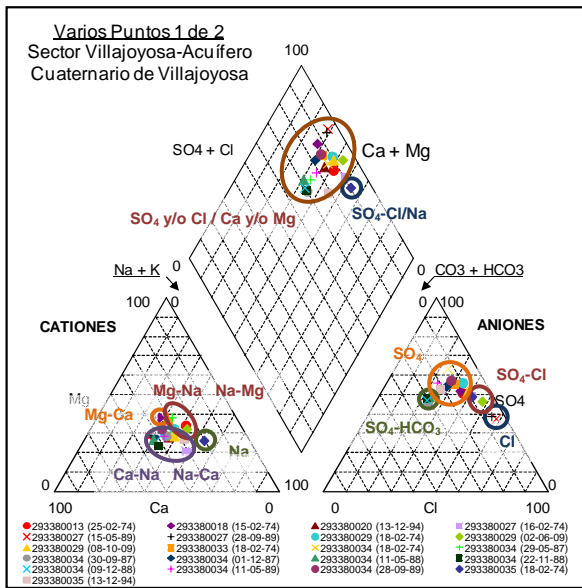 Varios Puntos 1 de 2
Sector Villajoyosa-Acuífero
Cuaternario de Villajoyosa
100
100
SO4 + Cl
Ca + Mg
SO₄-Cl/Na
SO₄ y/o Cl / Ca y/o Mg
0
0
Na + K
CO3 + HCO3
100
0
0
100
CATIONES
ANIONES
SO₄
Mg
Mg-Na
Na-Mg
SO₄-Cl
Mg-Ca
SO4
SO₄-HCO₃
Cl
Na
Ca-Na
Na-Ca
0
100
100
Ca
0
0
Cl
100
293380013 (25-02-74)
293380018 (15-02-74)
293380020 (13-12-94)
293380027 (16-02-74)
293380027 (15-05-89)
293380027 (28-09-89)
293380029 (18-02-74)
293380029 (02-06-09)
293380029 (08-10-09)
293380033 (18-02-74)
293380034 (18-02-74)
293380034 (29-05-87)
293380034 (30-09-87)
293380034 (01-12-87)
293380034 (11-05-88)
293380034 (22-11-88)
293380034 (09-12-88)
293380034 (11-05-89)
293380034 (28-09-89)
293380035 (18-02-74)
293380035 (13-12-94)